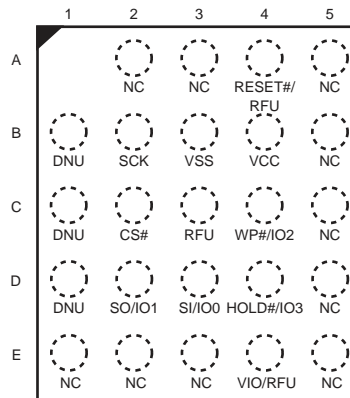 1 2 3 4 5
A
NC NC RESET#/ NC
RFU
B
DNU SCK VSS VCC NC
C
DNU CS# RFU WP#/IO2 NC
D
DNU SO/IO1 SI/IO0 HOLD#/IO3 NC
E
NC NC NC VIO/RFU NC